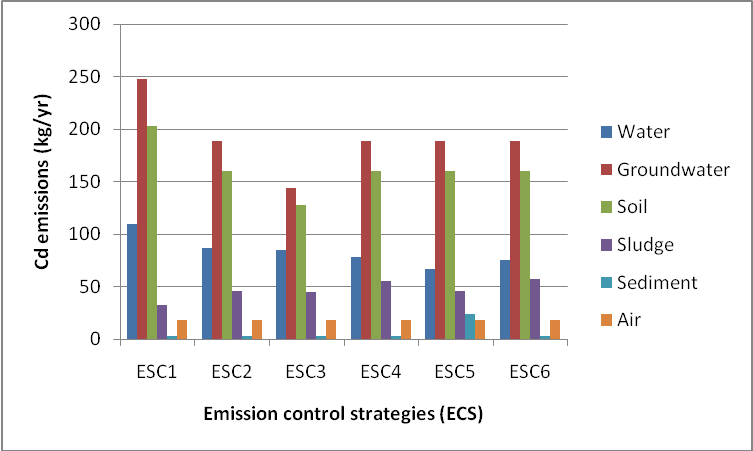 300
250
200
150
100
50
0
Cd emissions (kg/yr)
ESC1 ESC2 ESC3 ESC4 ESC5 ESC6
Emission control strategies (ECS)
Water
Groundwater
Soil
Sludge
Sediment
Air